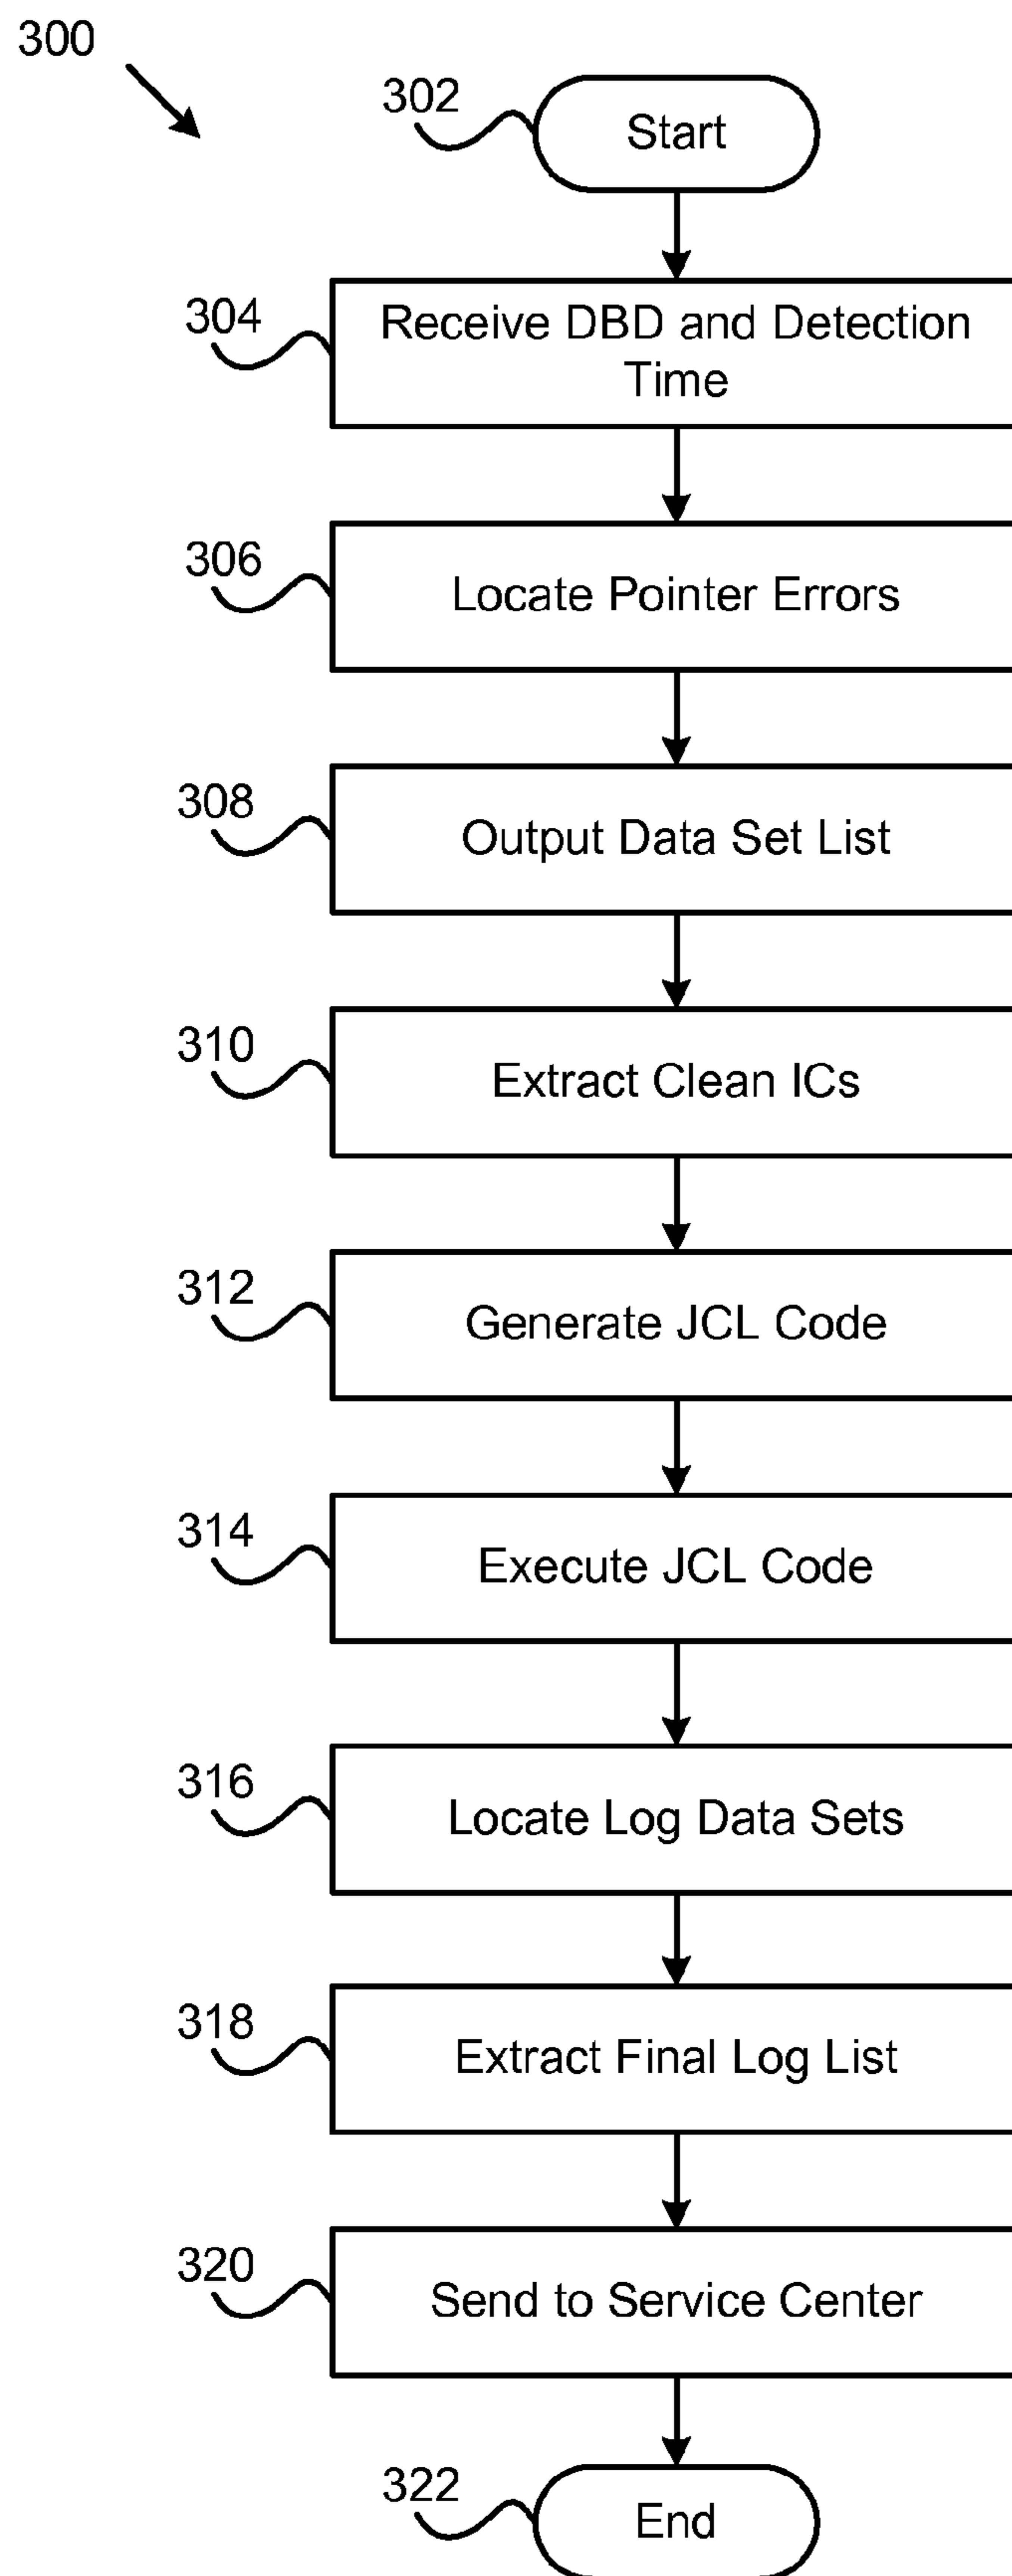 300
302
Start
304
Receive DBD and Detection
Time
306
Locate Pointer Errors
308
Output Data Set List
310
Extract Clean ICs
312
Generate JCL Code
314
Execute JCL Code
316
Locate Log Data Sets
318
Extract Final Log List
320
Send to Service Center
322
End